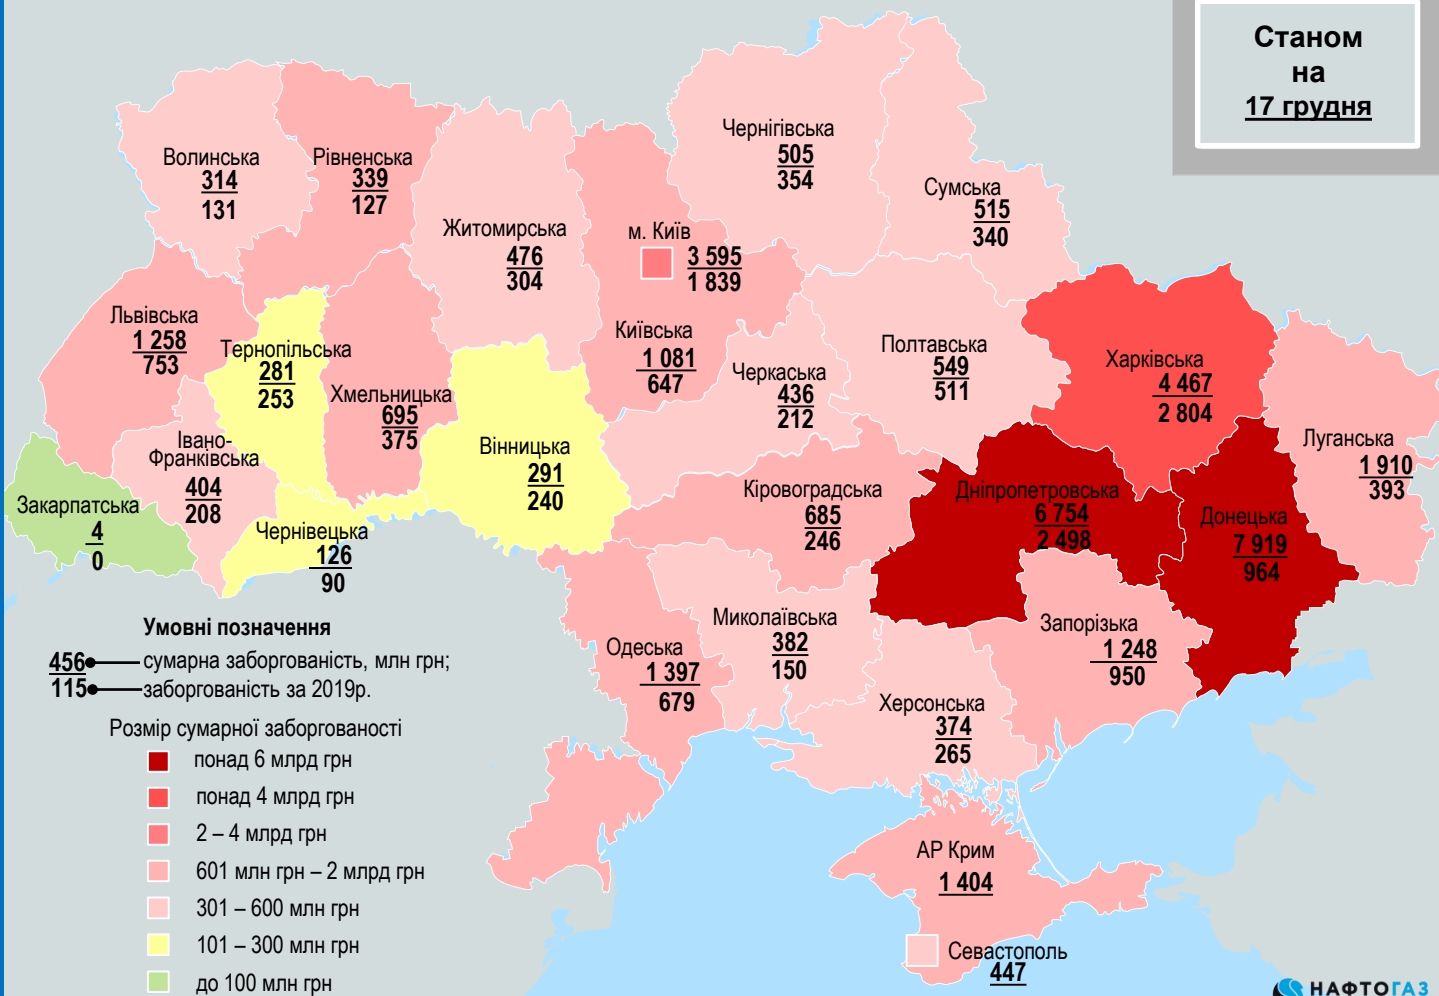 Станом
на
17 грудня
Чернігівська
505
354
Волинська
314
131
Рівненська
339
127
Сумська
515
340
Житомирська
476
304
м. Київ
3 595
1 839
Львівська
1 258
753
Тернопільська
281
253
Київська
1 081
647
Полтавська
549
511
Харківська
4 467
2 804
Черкаська
436
212
Хмельницька
695
375
Івано-
Франківська
404
208
Вінницька
291
240
Луганська
1 910
393
Закарпатська
4
0
Чернівецька
126
90
Кіровоградська
685
246
Дніпропетровська
6 754
2 498
Донецька
7 919
964
Миколаївська
382
150
Запорізька
1 248
950
Одеська
1 397
679
Херсонська
374
265
АР Крим
1 404
Севастополь
447
Умовні позначення
456 сумарна заборгованість, млн грн;
115 заборгованість за 2019р.
Розмір сумарної заборгованості
понад 6 млрд грн
понад 4 млрд грн
2 – 4 млрд грн
601 млн грн – 2 млрд грн
301 – 600 млн грн
101 – 300 млн грн
до 100 млн грн
НАФТОГАЗ